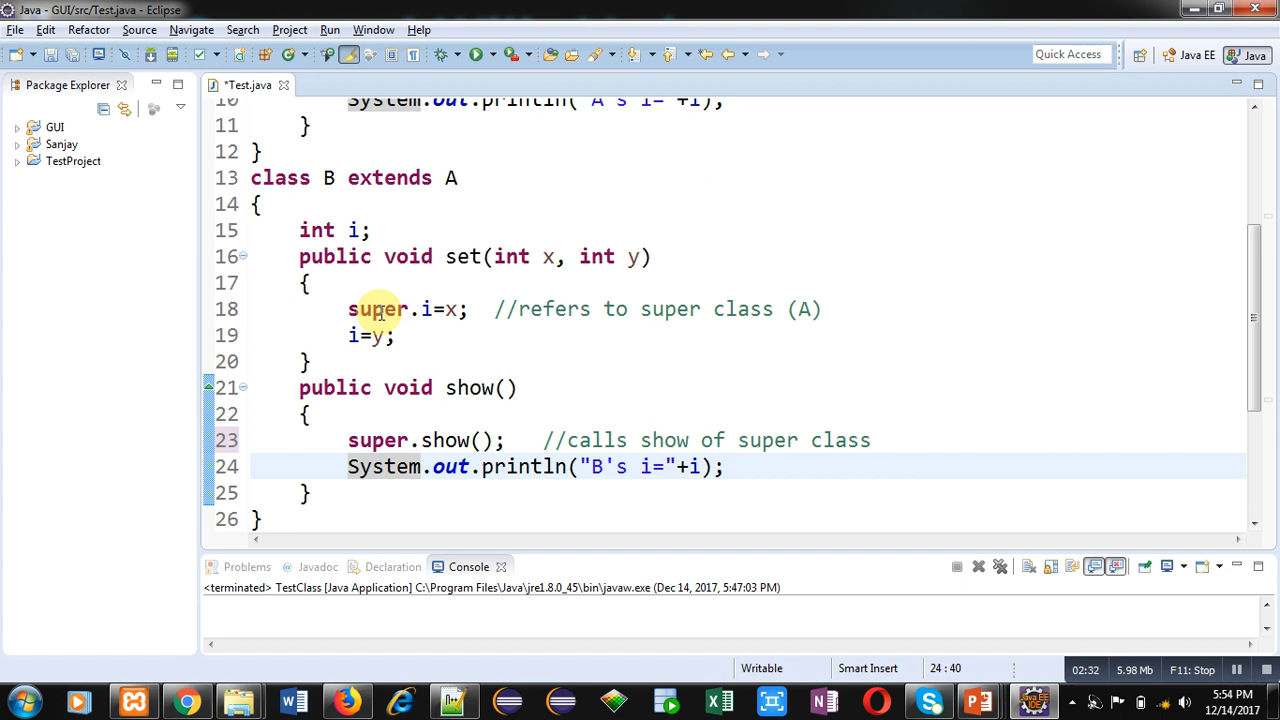 Java - GUI/src/Test.java - Eclipse
File Edit Refactor Source Navigate Search Project Run Window Help
Quick Access Java EE Java
Package Explorer *Test.java
GUI
Sanjay
TestProject
10 System.out.println("A's i="+i);
11 }
12 }
13 class B extends A
14 {
15 int i;
16 public void set(int x, int y)
17 {
18 super.i=x; //refers to super class (A)
19 i=y;
20 }
21 public void show()
22 {
23 super.show(); //calls show of super class
24 System.out.println("B's i="+i);
25 }
26 }
Problems Javadoc Declaration Console
<terminated> TestClass [Java Application] C:\Program Files\Java\jre1.8.0_45\bin\javaw.exe (Dec 14, 2017, 5:47:03 PM)
Writable Smart Insert 24 : 40 02:32 5.98 Mb F11: Stop
5:54 PM
12/14/2017